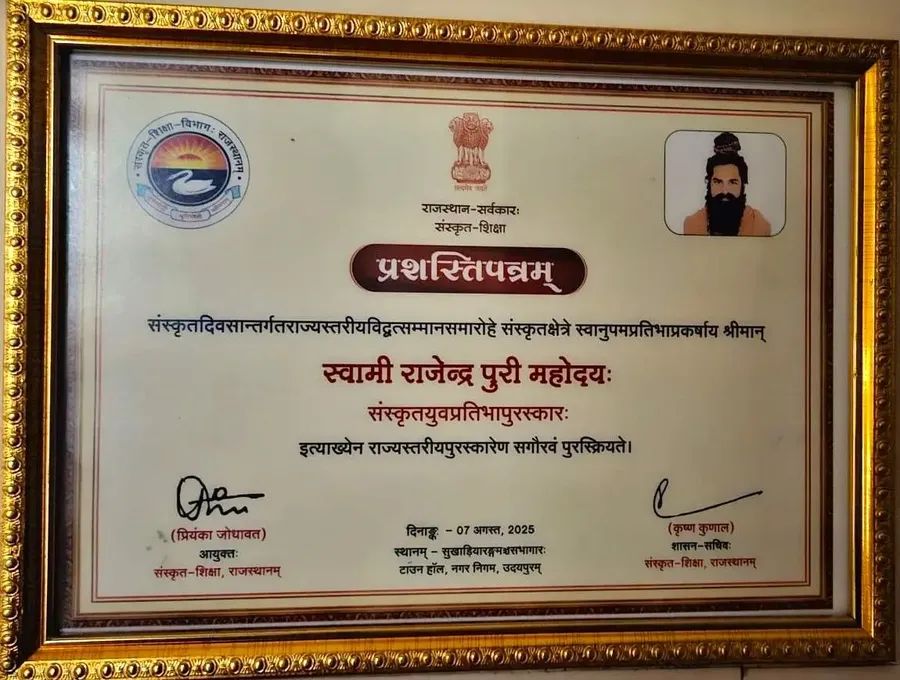 संस्कृत-शिक्षा-विभागः राजस्थानम्
सत्यमेव जयते
राजस्थान-सर्वकारः
संस्कृत-शिक्षा
प्रशस्तिपत्रम्
संस्कृतदिवसान्तर्गतराज्यस्तरीयविद्वत्सम्मानसमारोहे संस्कृतक्षेत्रे स्वानुपमप्रतिभाप्रकर्षाय श्रीमान्
स्वामी राजेन्द्र पुरी महोदयः
संस्कृतयुवप्रतिभापुरस्कारः
इत्याख्येन राज्यस्तरीयपुरस्कारेण सगौरवं पुरस्क्रियते।
(प्रियंका जोधावत)
आयुक्तः
संस्कृत-शिक्षा, राजस्थानम्
दिनाङ्कः - 07 अगस्त, 2025
स्थानम् - सुखाड़ियारङ्गमञ्चसभागारः
टाउन हॉल, नगर निगम, उदयपुरम्
(कृष्ण कुणाल)
शासन-सचिवः
संस्कृत-शिक्षा, राजस्थानम्